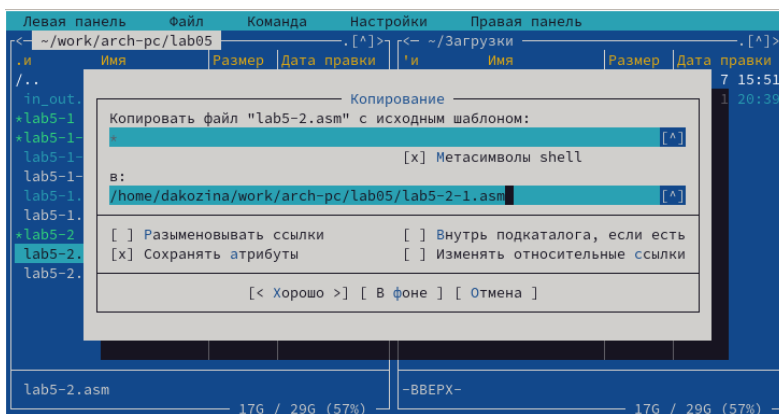 Левая панель Файл Команда Настройки Правая панель
<— ~/work/arch-pc/lab05 .[^]> <— ~/Загрузки .[^]>
.и Имя Размер Дата правки 'и Имя Размер Дата правки
/.. 7 15:51
in_out. Копирование 1 20:39
*lab5-1 Копировать файл "lab5-2.asm" с исходным шаблоном:
*lab5-1- * [^]
lab5-1- [x] Метасимволы shell
lab5-1- в:
lab5-1. /home/dakozina/work/arch-pc/lab05/lab5-2-1.asm [^]
lab5-1.
*lab5-2 [ ] Разыменовывать ссылки [ ] Внутрь подкаталога, если есть
lab5-2. [x] Сохранять атрибуты [ ] Изменять относительные ссылки
lab5-2.
[< Хорошо >] [ В фоне ] [ Отмена ]
lab5-2.asm -ВВЕРХ-
17G / 29G (57%) 17G / 29G (57%)